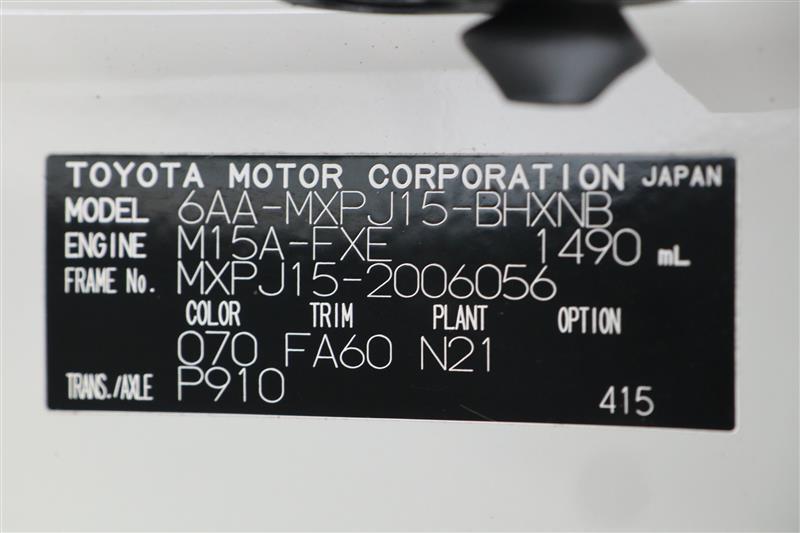 TOYOTA MOTOR CORPORATION JAPAN
MODEL 6AA-MXPJ15-BHXNB
ENGINE M15A-FXE 1490 mL
FRAME No. MXPJ15-2006056
COLOR TRIM PLANT OPTION
070 FA60 N21
TRANS./AXLE P910 415